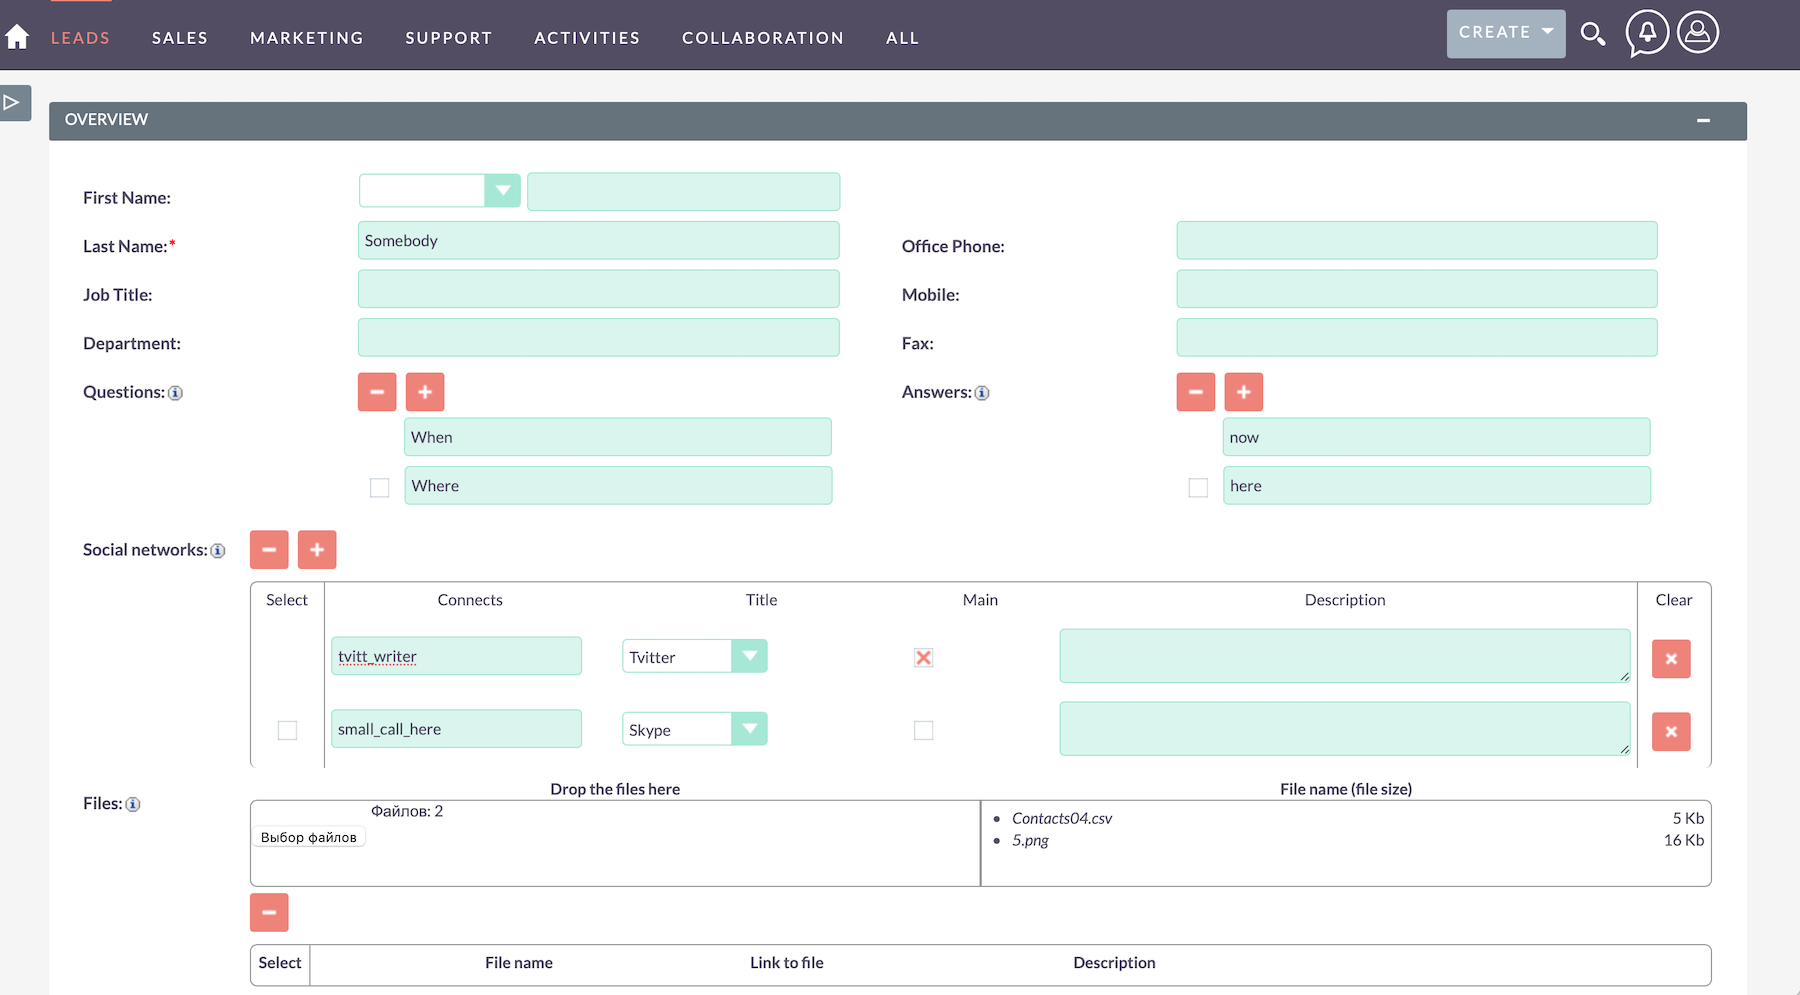 LEADS SALES MARKETING SUPPORT ACTIVITIES COLLABORATION ALL CREATE
OVERVIEW
First Name:
Last Name:* Somebody Office Phone:
Job Title: Mobile:
Department: Fax:
Questions: Answers:
When now
Where here
Social networks:
Select Connects Title Main Description Clear
tvitt_writer Tvitter
small_call_here Skype
Drop the files here File name (file size)
Files: Файлов: 2
Contacts04.csv 5 Kb
Выбор файлов 5.png 16 Kb
Select File name Link to file Description